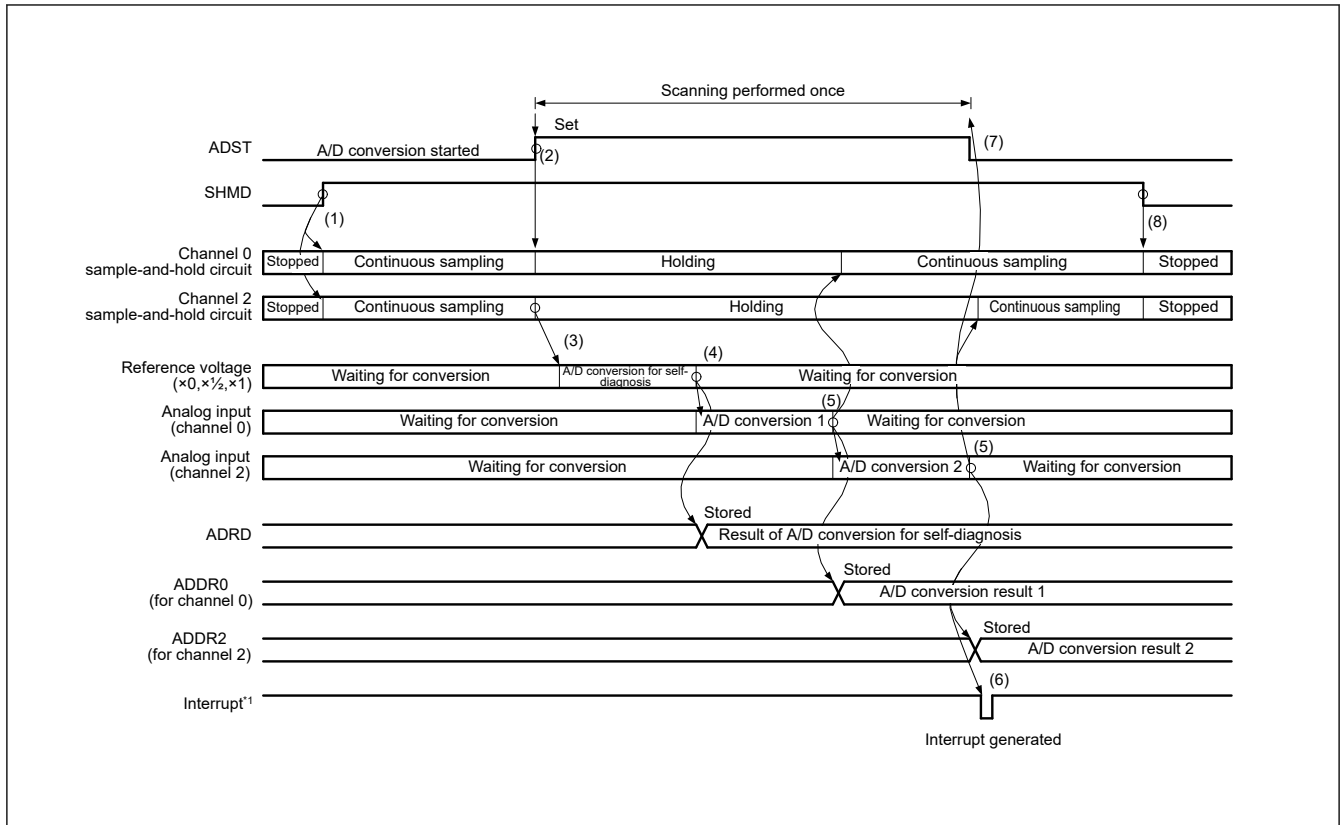 Scanning performed once
Set
ADST
A/D conversion started
(2)
(7)
SHMD
(1)
(8)
Channel 0
sample-and-hold circuit
Stopped
Continuous sampling
Holding
Continuous sampling
Stopped
Channel 2
sample-and-hold circuit
Stopped
Continuous sampling
Holding
Continuous sampling
Stopped
(3)
(4)
Reference voltage
(×0,×½,×1)
Waiting for conversion
A/D conversion for self-
diagnosis
Waiting for conversion
Analog input
(channel 0)
Waiting for conversion
A/D conversion 1
(5)
Waiting for conversion
Analog input
(channel 2)
Waiting for conversion
A/D conversion 2
(5)
Waiting for conversion
Stored
ADRD
Result of A/D conversion for self-diagnosis
Stored
ADDR0
(for channel 0)
A/D conversion result 1
Stored
ADDR2
(for channel 2)
A/D conversion result 2
Interrupt*1
(6)
Interrupt generated